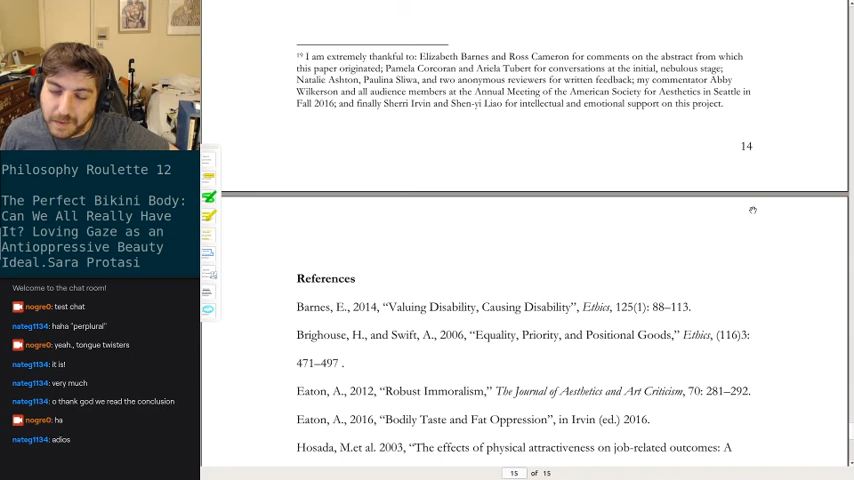 19 I am extremely thankful to: Elizabeth Barnes and Ross Cameron for comments on the abstract from which
this paper originated; Pamela Corcoran and Ariela Tubert for conversations at the initial, nebulous stage;
Natalie Ashton, Paulina Sliwa, and two anonymous reviewers for written feedback; my commentator Abby
Wilkerson and all audience members at the Annual Meeting of the American Society for Aesthetics in Seattle in
Fall 2016; and finally Sherri Irvin and Shen-yi Liao for intellectual and emotional support on this project.
14
References
Barnes, E., 2014, “Valuing Disability, Causing Disability”, Ethics, 125(1): 88–113.
Brighouse, H., and Swift, A., 2006, “Equality, Priority, and Positional Goods,” Ethics, (116)3:
471–497 .
Eaton, A., 2012, “Robust Immoralism,” The Journal of Aesthetics and Art Criticism, 70: 281–292.
Eaton, A., 2016, “Bodily Taste and Fat Oppression”, in Irvin (ed.) 2016.
Hosada, M.et al. 2003, “The effects of physical attractiveness on job-related outcomes: A
15 of 15
Philosophy Roulette 12
The Perfect Bikini Body:
Can We All Really Have
It? Loving Gaze as an
Antioppressive Beauty
Ideal.Sara Protasi
Welcome to the chat room!
nogre0: test chat
nateg1134: haha "perplural"
nogre0: yeah., tongue twisters
nateg1134: it is!
nateg1134: very much
nateg1134: o thank god we read the conclusion
nogre0: ha
nateg1134: adios